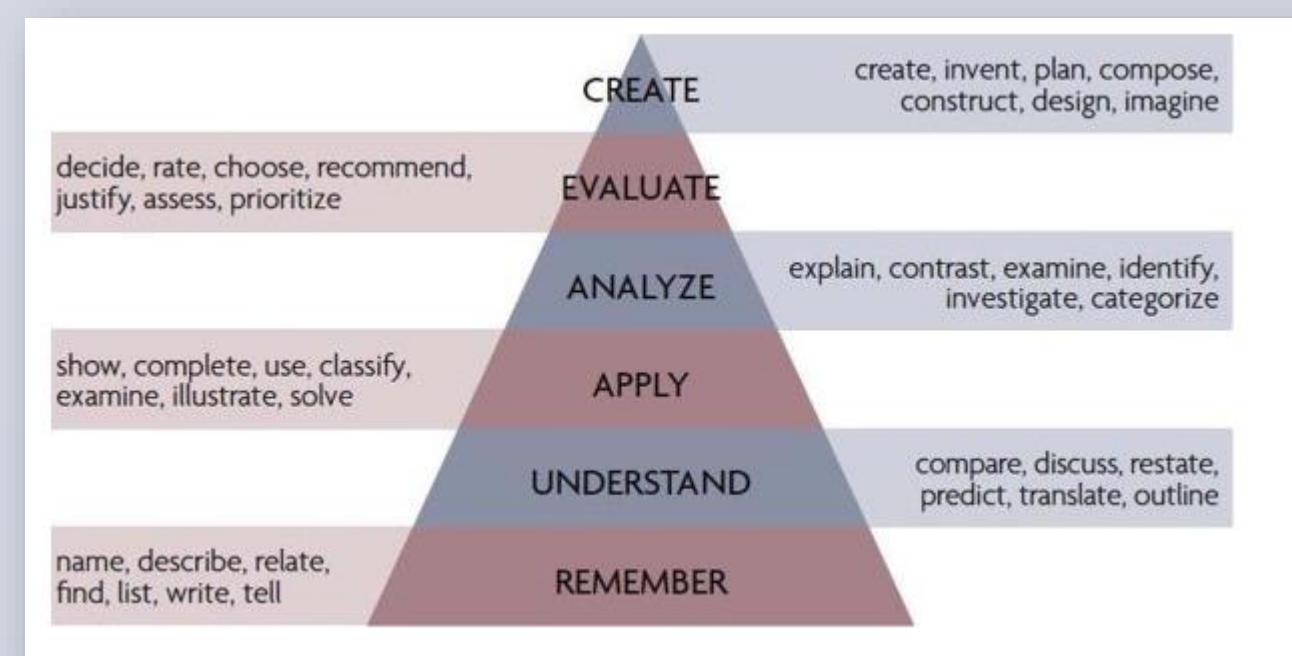 CREATE
create, invent, plan, compose,
construct, design, imagine
decide, rate, choose, recommend,
justify, assess, prioritize
EVALUATE
ANALYZE
explain, contrast, examine, identify,
investigate, categorize
show, complete, use, classify,
examine, illustrate, solve
APPLY
UNDERSTAND
compare, discuss, restate,
predict, translate, outline
name, describe, relate,
find, list, write, tell
REMEMBER